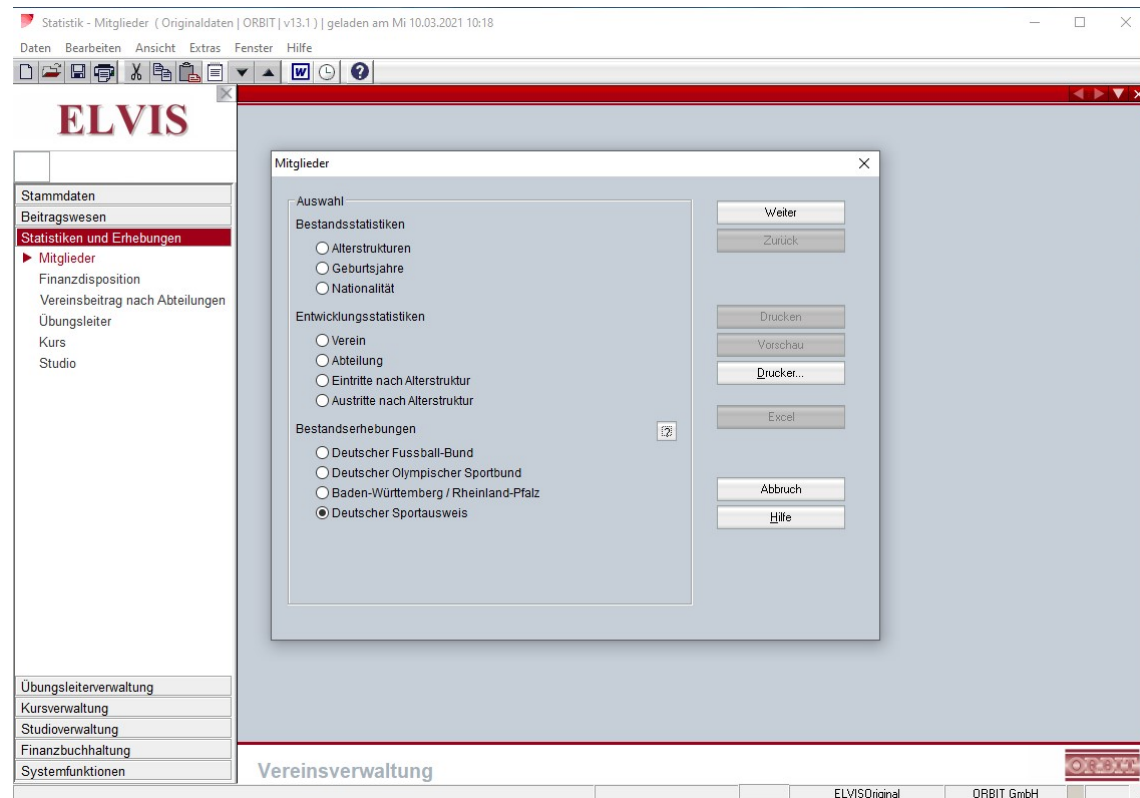 Statistik - Mitglieder ( Originaldaten | ORBIT | v13.1 ) | geladen am Mi 10.03.2021 10:18
Daten Bearbeiten Ansicht Extras Fenster Hilfe
ELVIS
Stammdaten
Beitragswesen
Statistiken und Erhebungen
Mitglieder
Finanzdisposition
Vereinsbeitrag nach Abteilungen
Übungsleiter
Kurs
Studio
Übungsleiterverwaltung
Kursverwaltung
Studioverwaltung
Finanzbuchhaltung
Systemfunktionen
Mitglieder
Auswahl
Bestandsstatistiken
Alterstrukturen
Geburtsjahre
Nationalität
Entwicklungsstatistiken
Verein
Abteilung
Eintritte nach Alterstruktur
Austritte nach Alterstruktur
Bestandserhebungen
Deutscher Fussball-Bund
Deutscher Olympischer Sportbund
Baden-Württemberg / Rheinland-Pfalz
Deutscher Sportausweis
Weiter
Zurück
Drucken
Vorschau
Drucker...
Excel
Abbruch
Hilfe
Vereinsverwaltung
ORBIT
ELVISOriginal ORBIT GmbH